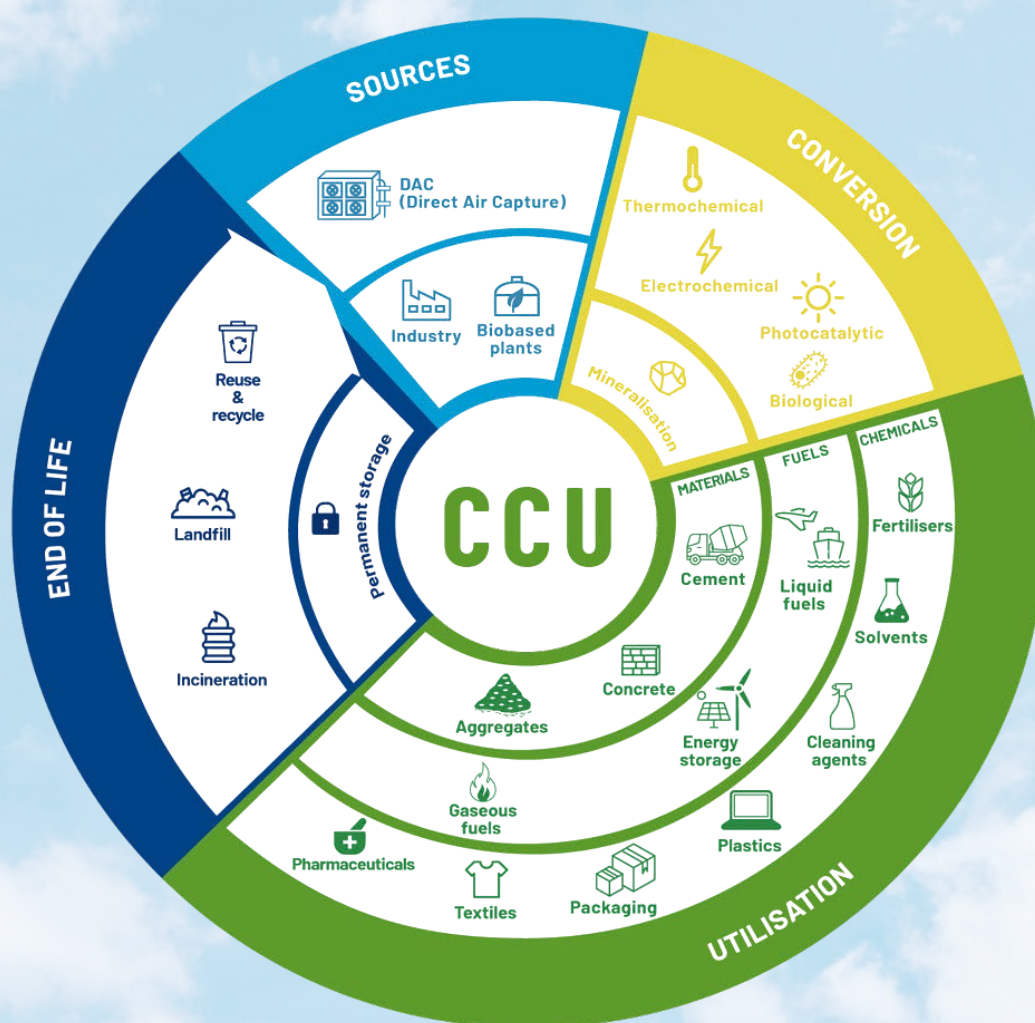 SOURCES
DAC
(Direct Air Capture)
Industry
Biobased
plants
CONVERSION
Thermochemical
Electrochemical
Photocatalytic
Biological
Mineralisation
UTILISATION
MATERIALS
Cement
Concrete
Aggregates
FUELS
Liquid
fuels
Energy
storage
Gaseous
fuels
CHEMICALS
Fertilisers
Solvents
Cleaning
agents
Plastics
Packaging
Textiles
Pharmaceuticals
END OF LIFE
Reuse
&
recycle
Landfill
Incineration
Permanent storage
CCU